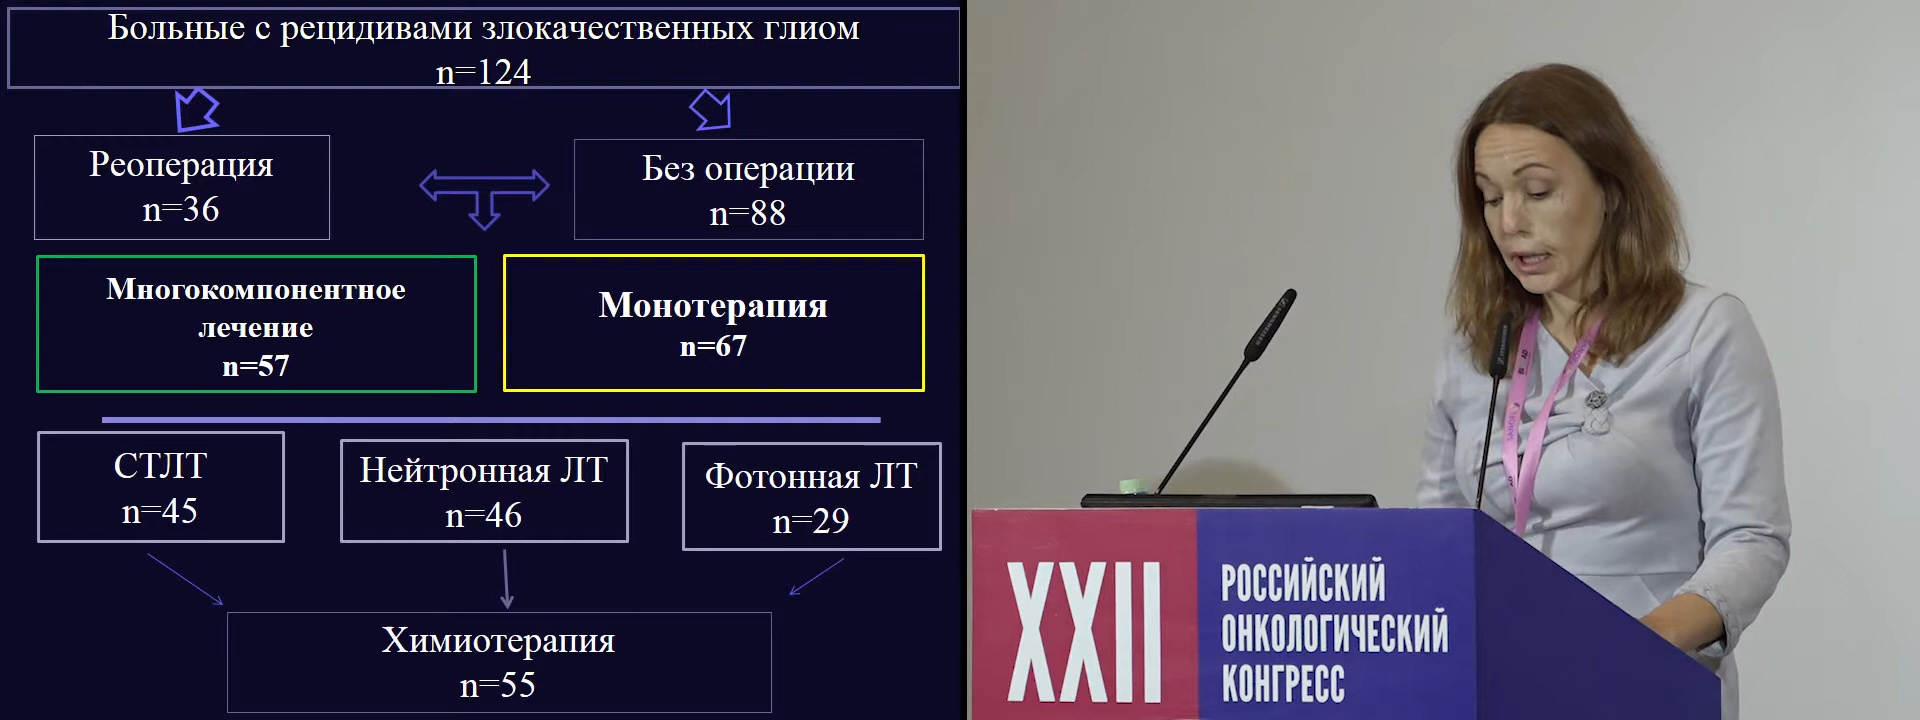 Больные с рецидивами злокачественных глиом
n=124
Реоперация
n=36
Без операции
n=88
Многокомпонентное
лечение
n=57
Монотерапия
n=67
СТЛТ
n=45
Нейтронная ЛТ
n=46
Фотонная ЛТ
n=29
Химиотерапия
n=55
XXII
РОССИЙСКИЙ
ОНКОЛОГИЧЕСКИЙ
КОНГРЕСС